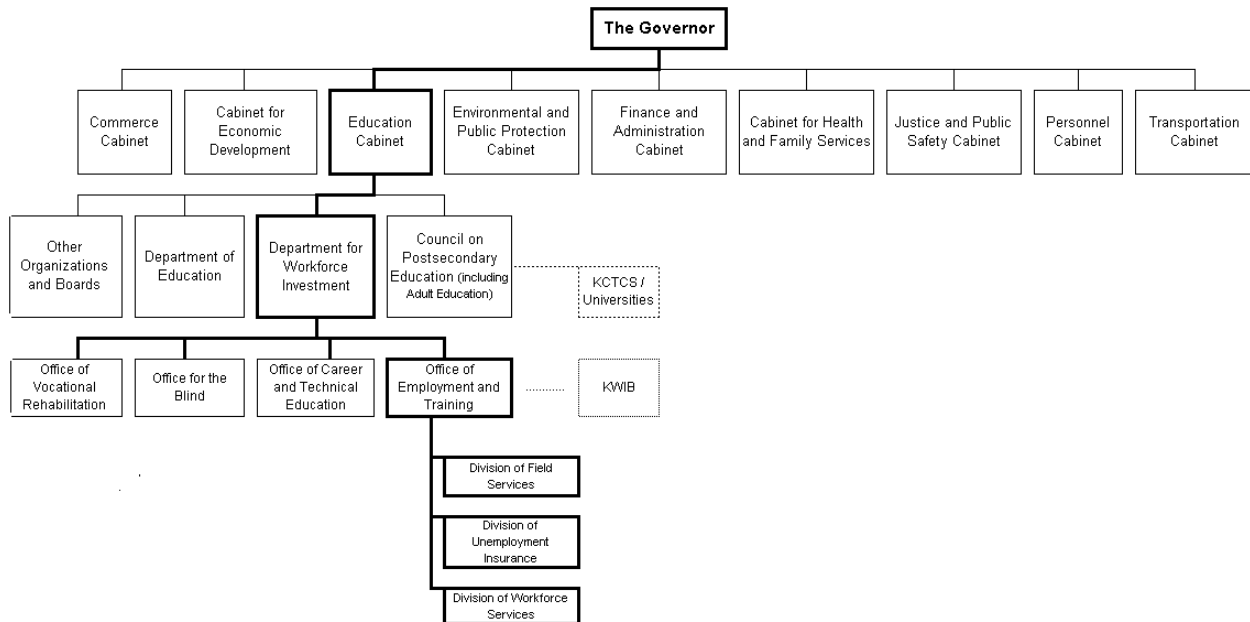 The Governor
Commerce
Cabinet
Cabinet for
Economic
Development
Education
Cabinet
Environmental and
Public Protection
Cabinet
Finance and
Administration
Cabinet
Cabinet for Health
and Family Services
Justice and Public
Safety Cabinet
Personnel
Cabinet
Transportation
Cabinet
Other
Organizations
and Boards
Department of
Education
Department for
Workforce
Investment
Council on
Postsecondary
Education (including
Adult Education)
KCTCS /
Universities
Office of
Vocational
Rehabilitation
Office for the
Blind
Office of Career
and Technical
Education
Office of
Employment and
Training
KWIB
Division of Field
Services
Division of
Unemployment
Insurance
Division of Workforce
Services